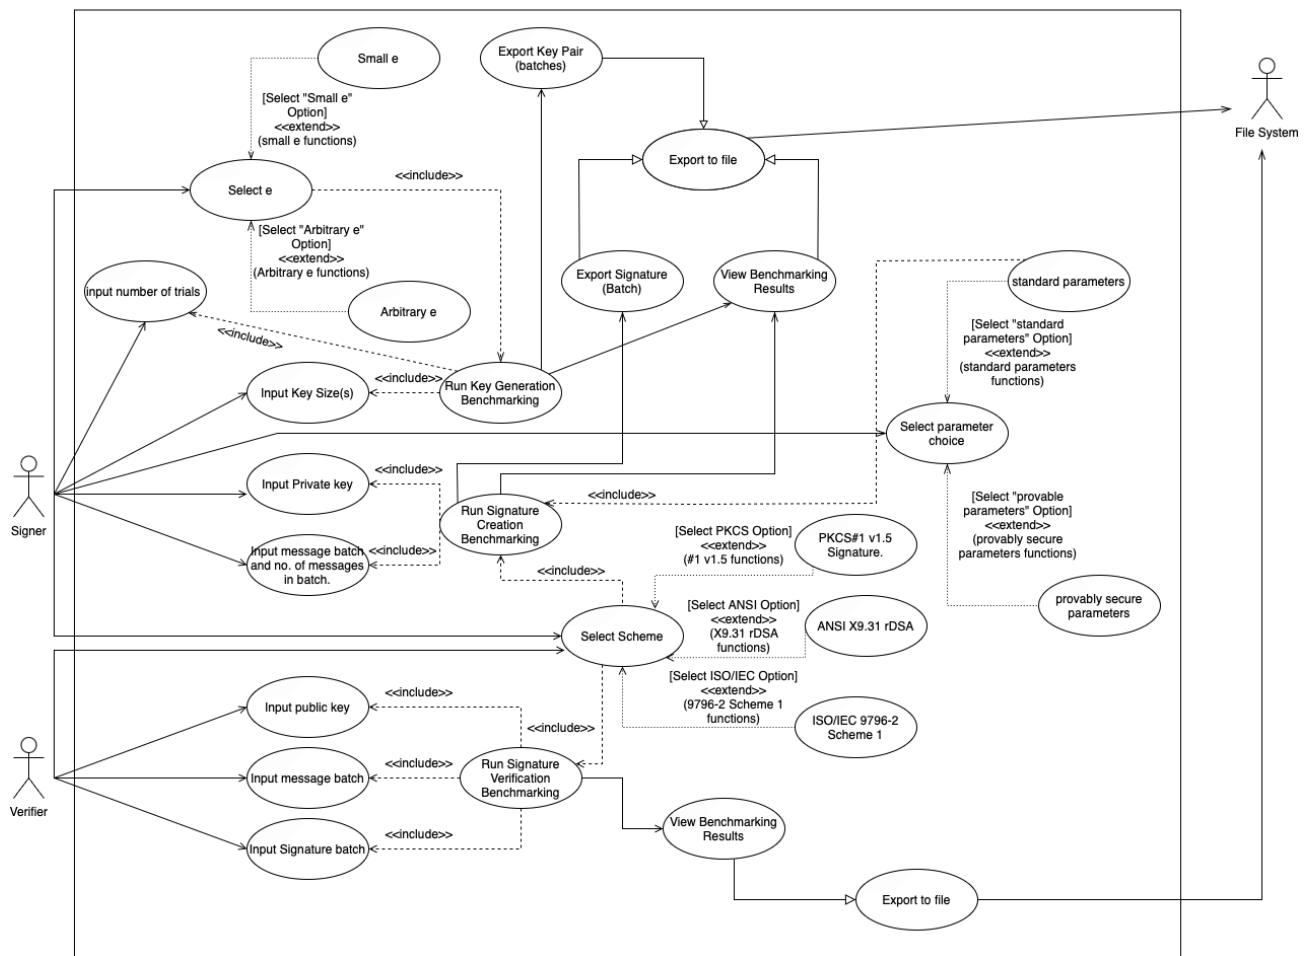 Small e
Export Key Pair
(batches)
[Select "Small e"
Option]
<<extend>>
(small e functions)
File System
Export to file
<<include>>
Select e
[Select "Arbitrary e"
Option]
<<extend>>
(Arbitrary e functions)
Export Signature
(Batch)
View Benchmarking
Results
standard parameters
input number of trials
Arbitrary e
<<include>>
[Select "standard
parameters" Option]
<<extend>>
(standard parameters
functions)
<<include>>
Input Key Size(s)
Run Key Generation
Benchmarking
Select parameter
choice
<<include>>
Input Private key
<<include>>
Signer
Run Signature
Creation
Benchmarking
[Select "provable
parameters" Option]
<<extend>>
(provably secure
parameters functions)
[Select PKCS Option]
<<extend>>
(#1 v1.5 functions)
PKCS#1 v1.5
Signature.
Input message batch
and no. of messages
in batch.
<<include>>
<<include>>
provably secure
parameters
[Select ANSI Option]
<<extend>>
(X9.31 rDSA
functions)
ANSI X9.31 rDSA
Select Scheme
[Select ISO/IEC Option]
<<extend>>
(9796-2 Scheme 1
functions)
<<include>>
Input public key
<<include>>
ISO/IEC 9796-2
Scheme 1
<<include>>
Input message batch
Run Signature
Verification
Benchmarking
Verifier
View Benchmarking
Results
<<include>>
Input Signature batch
Export to file